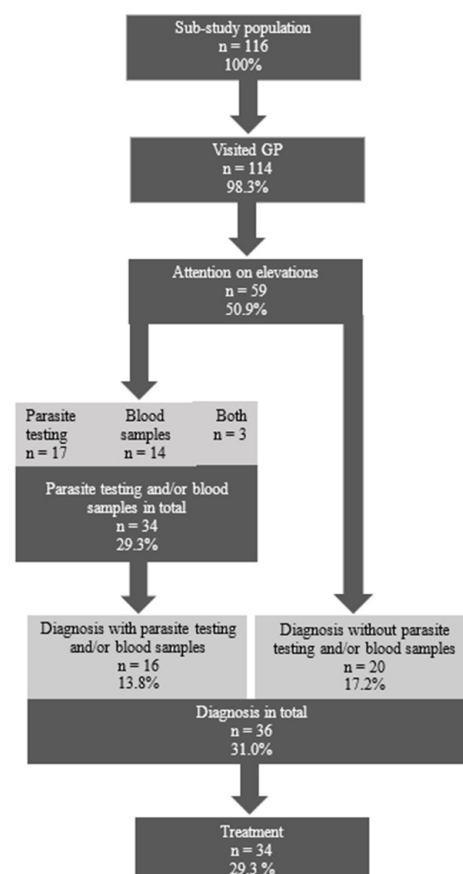 Sub-study population
n = 116
100%
Visited GP
n = 114
98.3%
Attention on elevations
n = 59
50.9%
Parasite
testing
n = 17
Blood
samples
n = 14
Both
n = 3
Parasite testing and/or blood
samples in total
n = 34
29.3%
Diagnosis with parasite testing
and/or blood samples
n = 16
13.8%
Diagnosis without parasite
testing and/or blood samples
n = 20
17.2%
Diagnosis in total
n = 36
31.0%
Treatment
n = 34
29.3 %